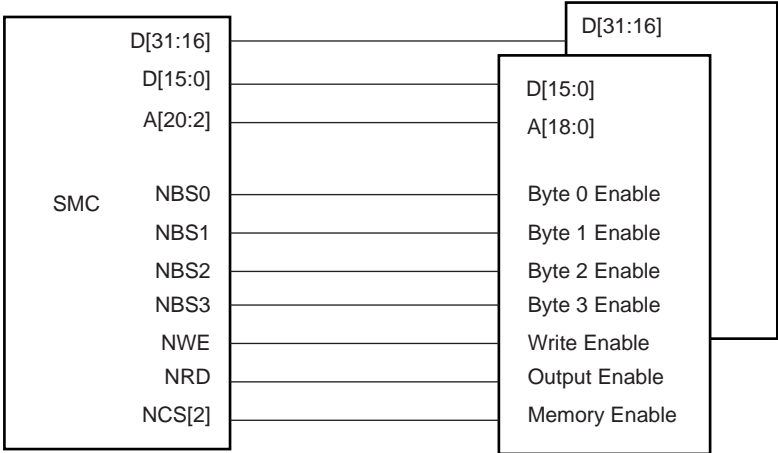 D[31:16] D[31:16]
D[15:0] D[15:0]
A[20:2] A[18:0]
SMC
NBS0 Byte 0 Enable
NBS1 Byte 1 Enable
NBS2 Byte 2 Enable
NBS3 Byte 3 Enable
NWE Write Enable
NRD Output Enable
NCS[2] Memory Enable